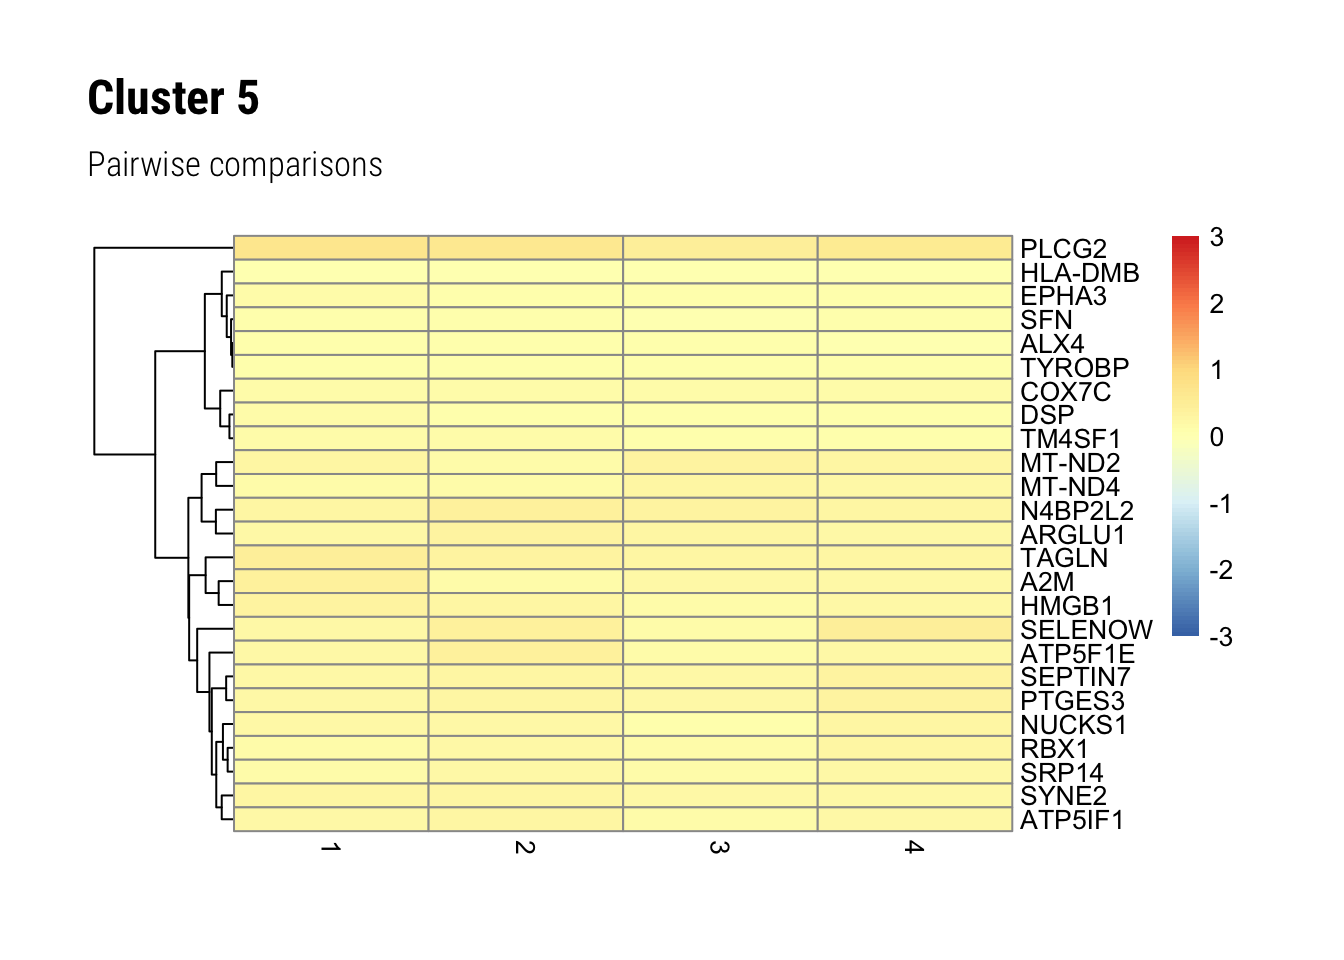 Cluster 5
Pairwise comparisons
PLCG2
HLA-DMB
EPHA3
SFN
ALX4
TYROBP
COX7C
DSP
TM4SF1
MT-ND2
MT-ND4
N4BP2L2
ARGLU1
TAGLN
A2M
HMGB1
SELENOW
ATP5F1E
SEPTIN7
PTGES3
NUCKS1
RBX1
SRP14
SYNE2
ATP5IF1
3
2
1
0
-1
-2
-3
1
2
3
4